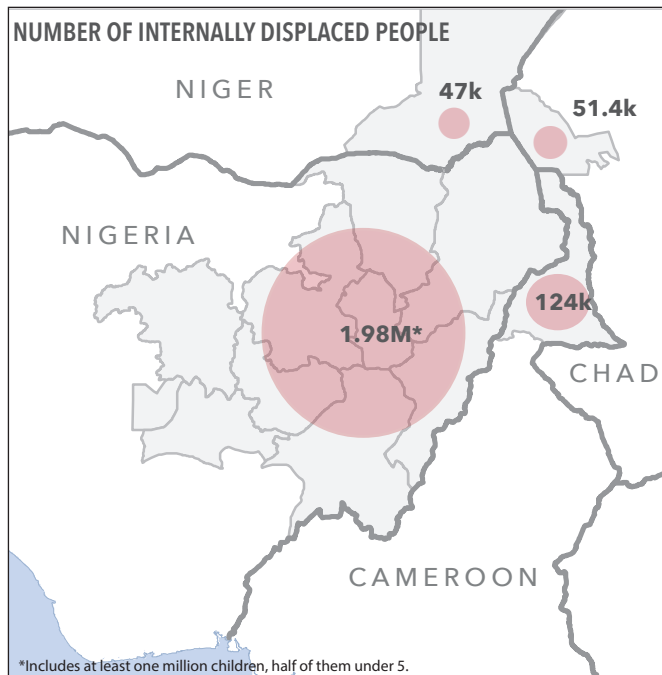 NUMBER OF INTERNALLY DISPLACED PEOPLE
NIGER
47k
51.4k
NIGERIA
124k
1.98M*
CHAD
CAMEROON
*Includes at least one million children, half of them under 5.